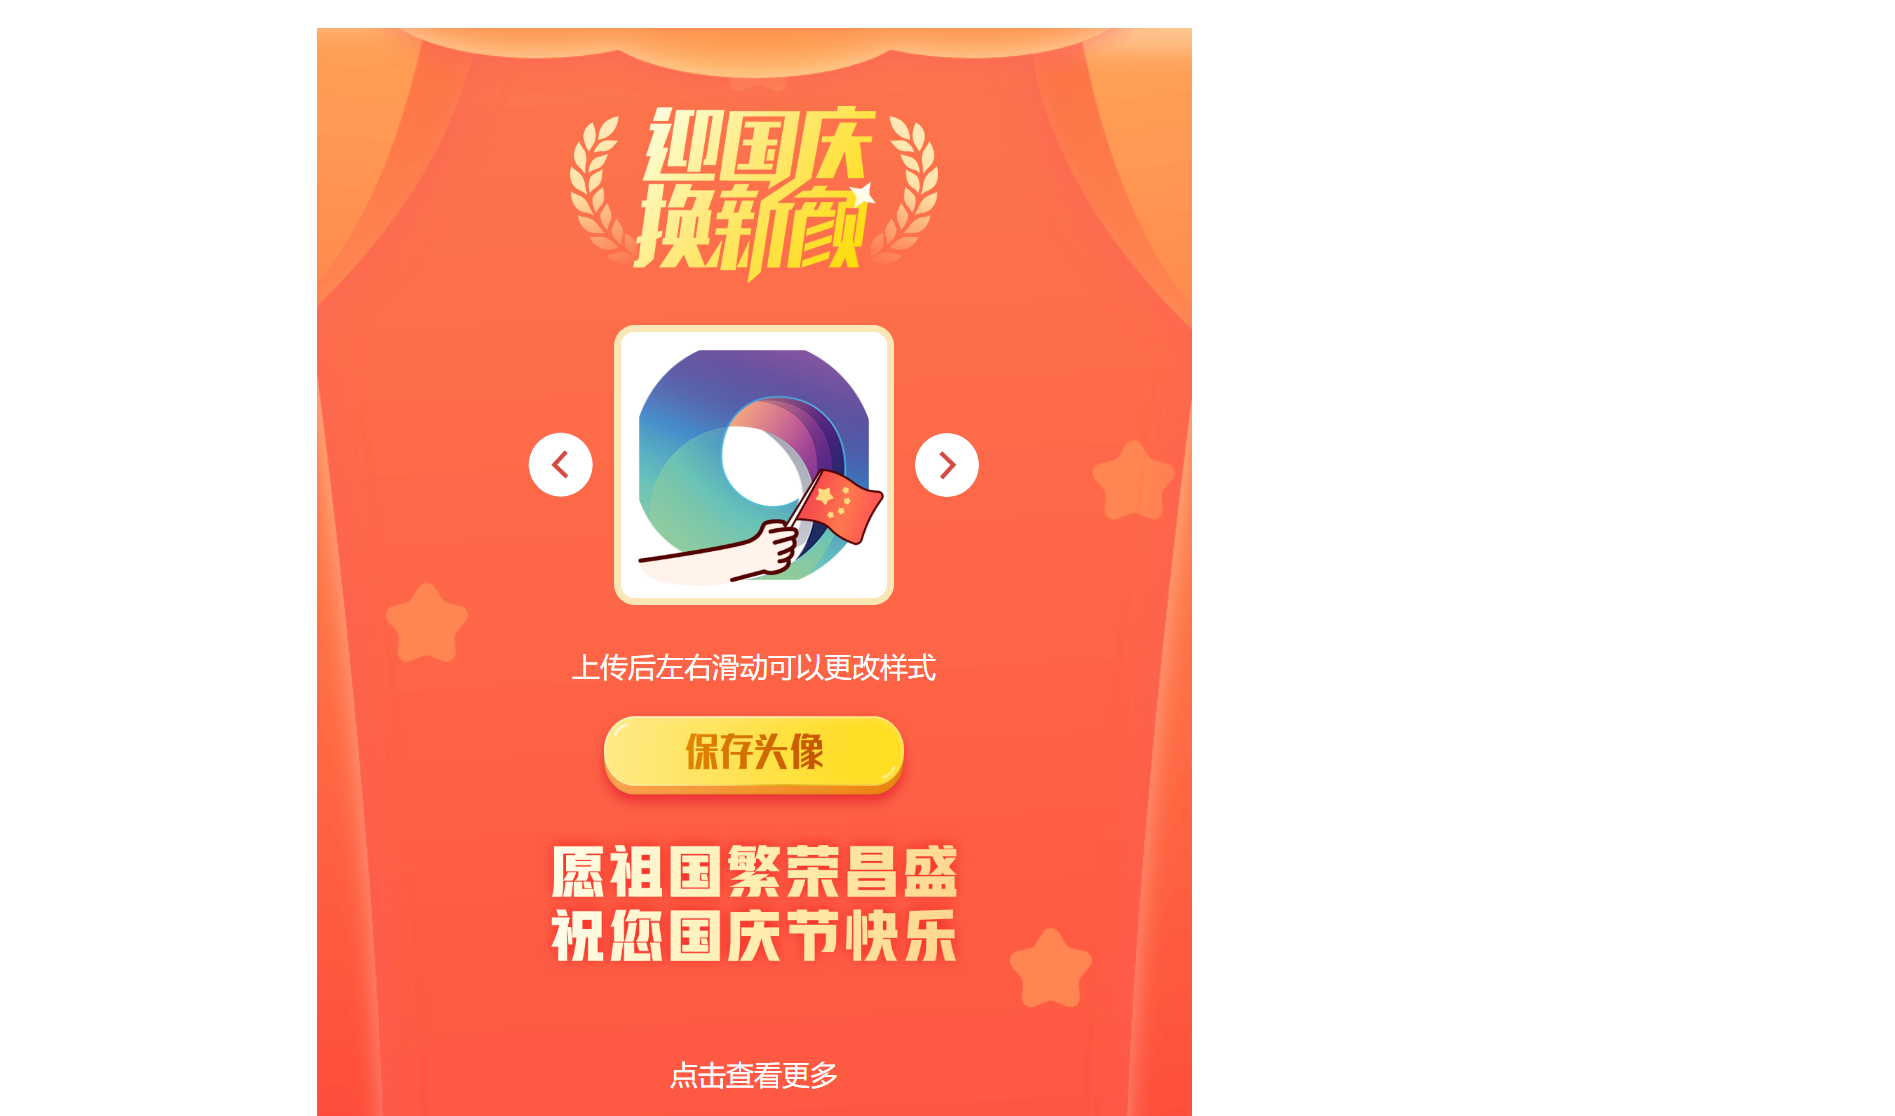 迎国庆
换新颜
上传后左右滑动可以更改样式
保存头像
愿祖国繁荣昌盛
祝您国庆节快乐
点击查看更多